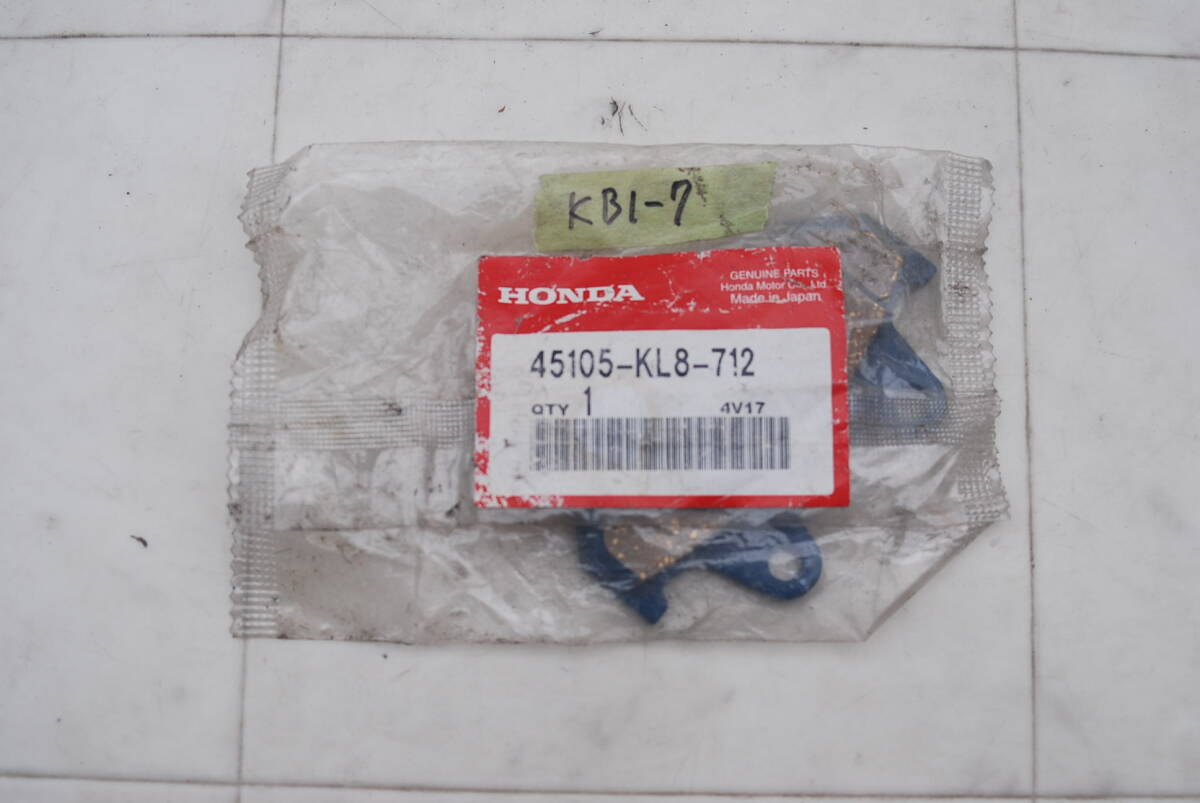 KB1-7
HONDA
GENUINE PARTS
Honda Motor Co., Ltd.
Made in Japan
45105-KL8-712
QTY 1 4V17